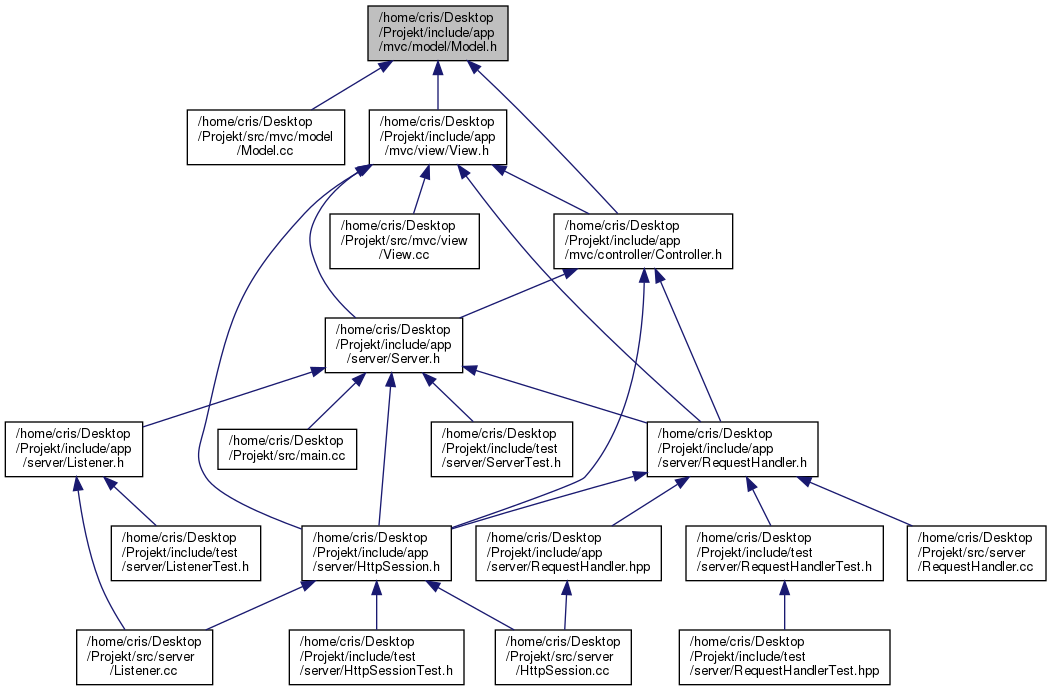 /home/cris/Desktop
/Projekt/include/app
/mvc/model/Model.h
/home/cris/Desktop
/Projekt/src/mvc/model
/Model.cc
/home/cris/Desktop
/Projekt/include/app
/mvc/view/View.h
/home/cris/Desktop
/Projekt/src/mvc/view
/View.cc
/home/cris/Desktop
/Projekt/include/app
/mvc/controller/Controller.h
/home/cris/Desktop
/Projekt/include/app
/server/Server.h
/home/cris/Desktop
/Projekt/include/app
/server/Listener.h
/home/cris/Desktop
/Projekt/src/main.cc
/home/cris/Desktop
/Projekt/include/test
/server/ServerTest.h
/home/cris/Desktop
/Projekt/include/app
/server/RequestHandler.h
/home/cris/Desktop
/Projekt/include/test
/server/ListenerTest.h
/home/cris/Desktop
/Projekt/include/app
/server/HttpSession.h
/home/cris/Desktop
/Projekt/include/app
/server/RequestHandler.hpp
/home/cris/Desktop
/Projekt/include/test
/server/RequestHandlerTest.h
/home/cris/Desktop
/Projekt/src/server
/RequestHandler.cc
/home/cris/Desktop
/Projekt/src/server
/Listener.cc
/home/cris/Desktop
/Projekt/include/test
/server/HttpSessionTest.h
/home/cris/Desktop
/Projekt/src/server
/HttpSession.cc
/home/cris/Desktop
/Projekt/include/test
/server/RequestHandlerTest.hpp